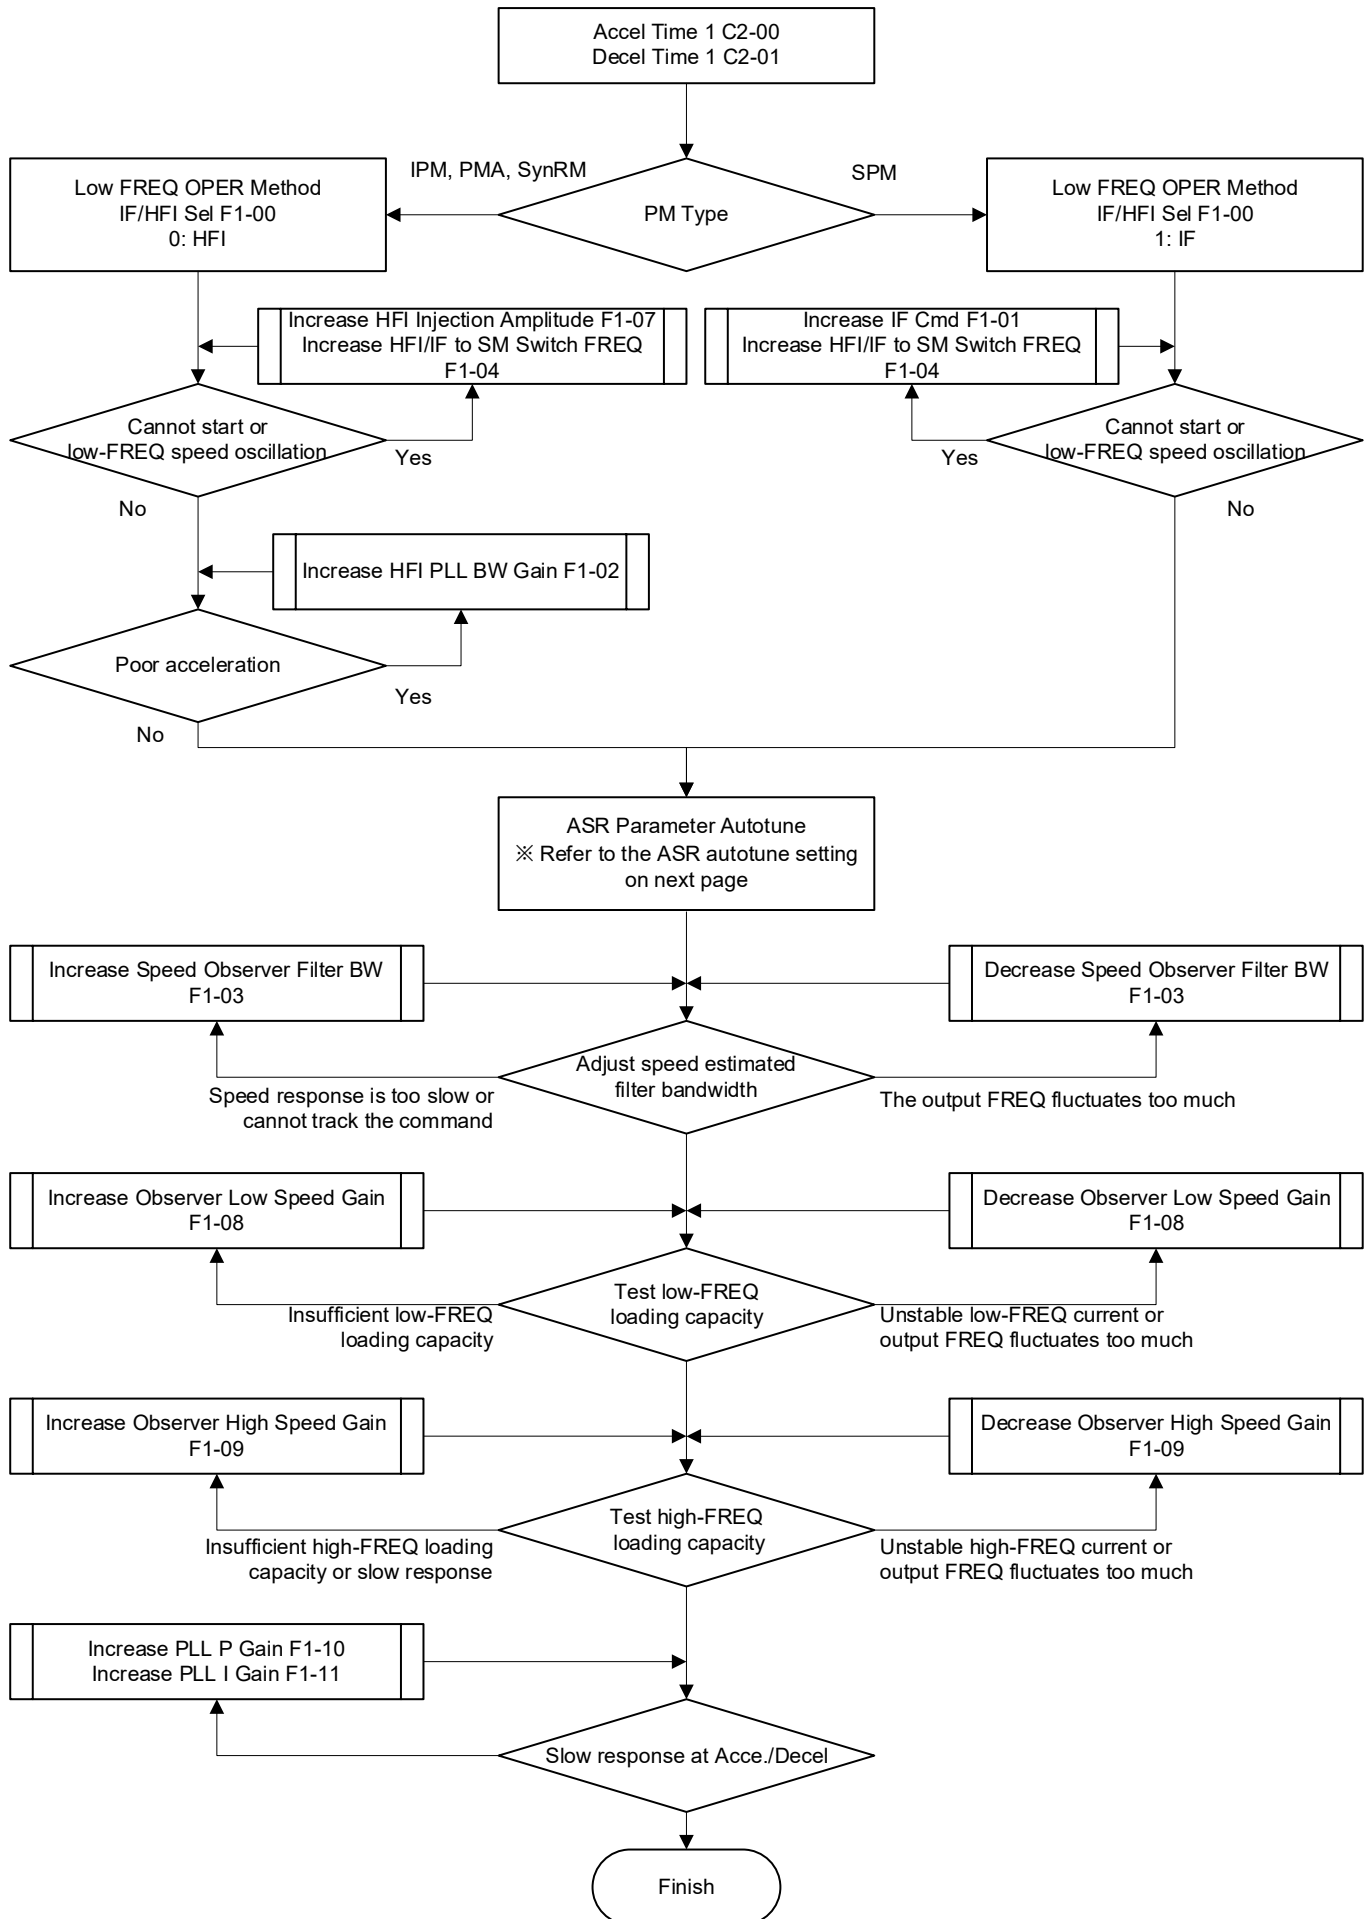 Accel Time 1 C2-00
Decel Time 1 C2-01
IPM, PMA, SynRM
SPM
Low FREQ OPER Method
IF/HFI Sel F1-00
0: HFI
PM Type
Low FREQ OPER Method
IF/HFI Sel F1-00
1: IF
Increase HFI Injection Amplitude F1-07
Increase HFI/IF to SM Switch FREQ
F1-04
Increase IF Cmd F1-01
Increase HFI/IF to SM Switch FREQ
F1-04
Cannot start or
low-FREQ speed oscillation
Yes
Yes
Cannot start or
low-FREQ speed oscillation
No
No
Increase HFI PLL BW Gain F1-02
Poor acceleration
Yes
No
ASR Parameter Autotune
※ Refer to the ASR autotune setting
on next page
Increase Speed Observer Filter BW
F1-03
Decrease Speed Observer Filter BW
F1-03
Adjust speed estimated
filter bandwidth
Speed response is too slow or
cannot track the command
The output FREQ fluctuates too much
Increase Observer Low Speed Gain
F1-08
Decrease Observer Low Speed Gain
F1-08
Test low-FREQ
loading capacity
Insufficient low-FREQ
loading capacity
Unstable low-FREQ current or
output FREQ fluctuates too much
Increase Observer High Speed Gain
F1-09
Decrease Observer High Speed Gain
F1-09
Test high-FREQ
loading capacity
Insufficient high-FREQ loading
capacity or slow response
Unstable high-FREQ current or
output FREQ fluctuates too much
Increase PLL P Gain F1-10
Increase PLL I Gain F1-11
Slow response at Acce./Decel
Finish